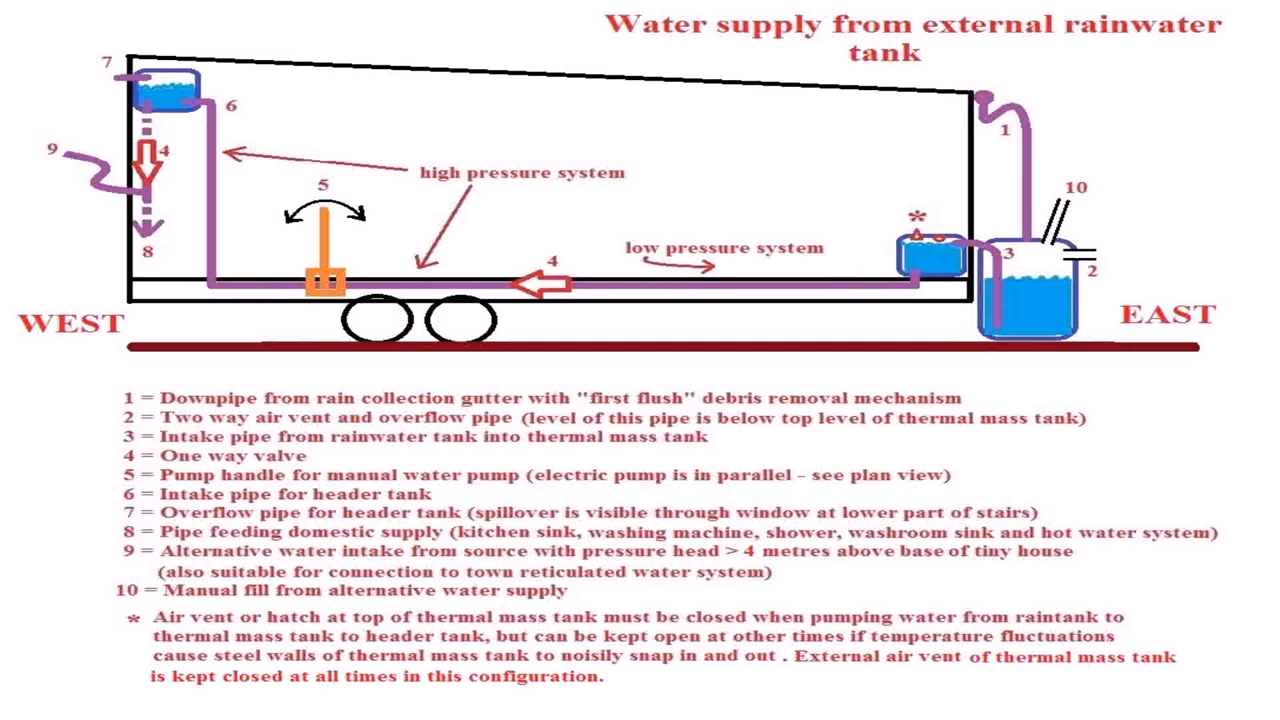 Water supply from external rainwater
tank
7
6
9
4
5
high pressure system
8
4
low pressure system
*
1
10
3
2
WEST
EAST
1 = Downpipe from rain collection gutter with "first flush" debris removal mechanism
2 = Two way air vent and overflow pipe (level of this pipe is below top level of thermal mass tank)
3 = Intake pipe from rainwater tank into thermal mass tank
4 = One way valve
5 = Pump handle for manual water pump (electric pump is in parallel - see plan view)
6 = Intake pipe for header tank
7 = Overflow pipe for header tank (spillover is visible through window at lower part of stairs)
8 = Pipe feeding domestic supply (kitchen sink, washing machine, shower, washroom sink and hot water system)
9 = Alternative water intake from source with pressure head > 4 metres above base of tiny house
(also suitable for connection to town reticulated water system)
10 = Manual fill from alternative water supply
* Air vent or hatch at top of thermal mass tank must be closed when pumping water from raintank to
thermal mass tank to header tank, but can be kept open at other times if temperature fluctuations
cause steel walls of thermal mass tank to noisily snap in and out . External air vent of thermal mass tank
is kept closed at all times in this configuration.